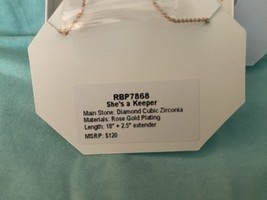 RBP7868
She's a Keeper
Main Stone: Diamond Cubic Zirconia
Materials: Rose Gold Plating
Length: 18" + 2.5" extender
MSRP: $120